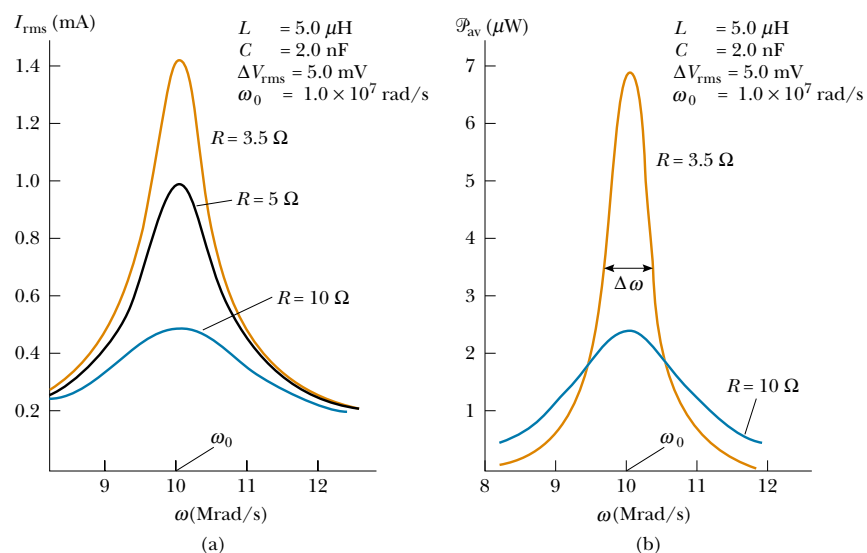 I_rms (mA)
L = 5.0 μH
C = 2.0 nF
ΔV_rms = 5.0 mV
ω_0 = 1.0 × 10^7 rad/s
1.4
1.2
1.0
0.8
0.6
0.4
0.2
R = 3.5 Ω
R = 5 Ω
R = 10 Ω
ω_0
9 10 11 12
ω(Mrad/s)
(a)
𝒫_av (μW)
L = 5.0 μH
C = 2.0 nF
ΔV_rms = 5.0 mV
ω_0 = 1.0 × 10^7 rad/s
7
6
5
4
3
2
1
R = 3.5 Ω
Δω
R = 10 Ω
ω_0
8 9 10 11 12
ω(Mrad/s)
(b)